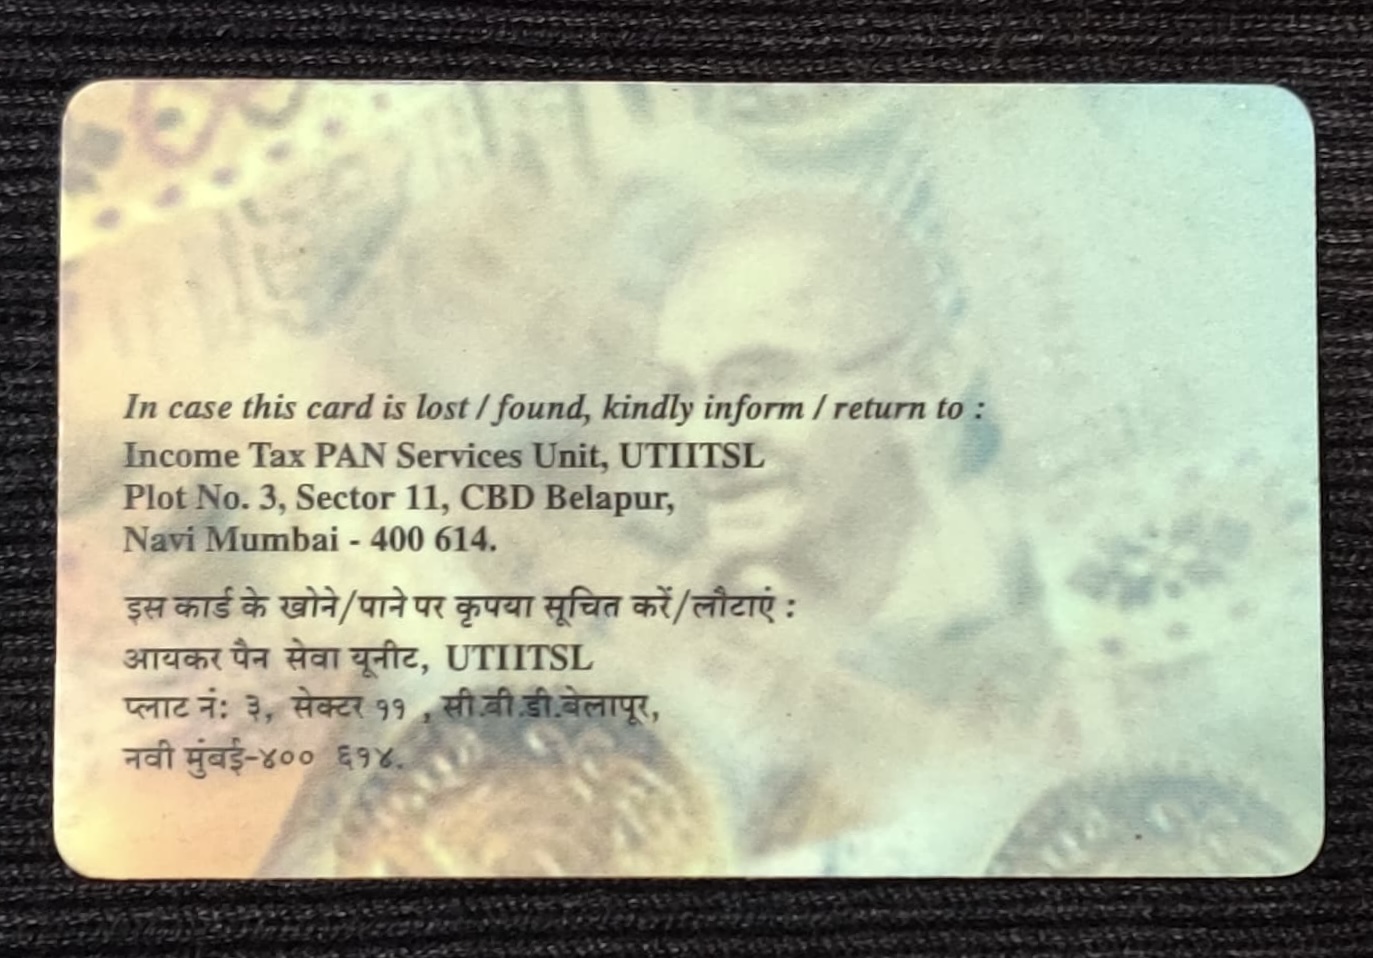 In case this card is lost / found, kindly inform / return to :
Income Tax PAN Services Unit, UTIITSL
Plot No. 3, Sector 11, CBD Belapur,
Navi Mumbai - 400 614.
इस कार्ड के खोने/पाने पर कृपया सूचित करें/लौटाएं :
आयकर पैन सेवा यूनीट, UTIITSL
प्लाट नं: ३, सेक्टर ११ , सी.बी.डी.बेलापूर,
नवी मुंबई-४०० ६१४.